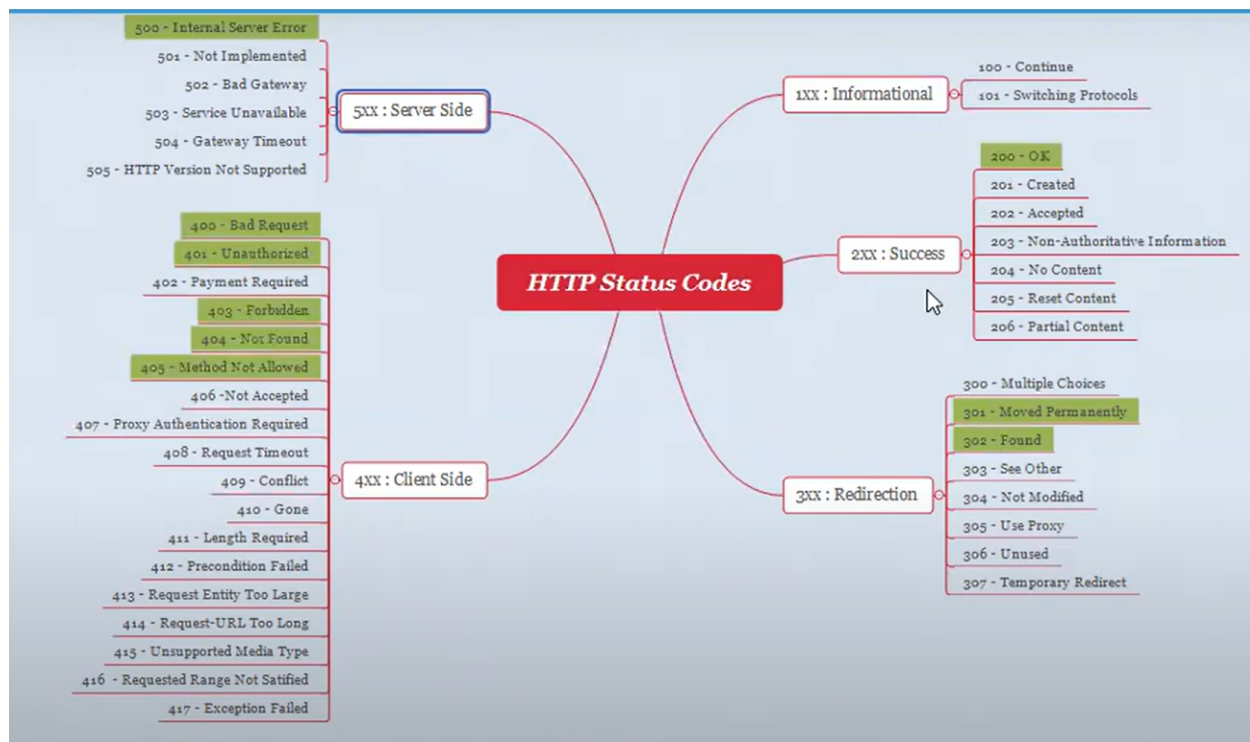 HTTP Status Codes
1xx : Informational
100 - Continue
101 - Switching Protocols
2xx : Success
200 - OK
201 - Created
202 - Accepted
203 - Non-Authoritative Information
204 - No Content
205 - Reset Content
206 - Partial Content
3xx : Redirection
300 - Multiple Choices
301 - Moved Permanently
302 - Found
303 - See Other
304 - Not Modified
305 - Use Proxy
306 - Unused
307 - Temporary Redirect
4xx : Client Side
400 - Bad Request
401 - Unauthorized
402 - Payment Required
403 - Forbidden
404 - Not Found
405 - Method Not Allowed
406 -Not Accepted
407 - Proxy Authentication Required
408 - Request Timeout
409 - Conflict
410 - Gone
411 - Length Required
412 - Precondition Failed
413 - Request Entity Too Large
414 - Request-URL Too Long
415 - Unsupported Media Type
416 - Requested Range Not Satified
417 - Exception Failed
5xx : Server Side
500 - Internal Server Error
501 - Not Implemented
502 - Bad Gateway
503 - Service Unavailable
504 - Gateway Timeout
505 - HTTP Version Not Supported